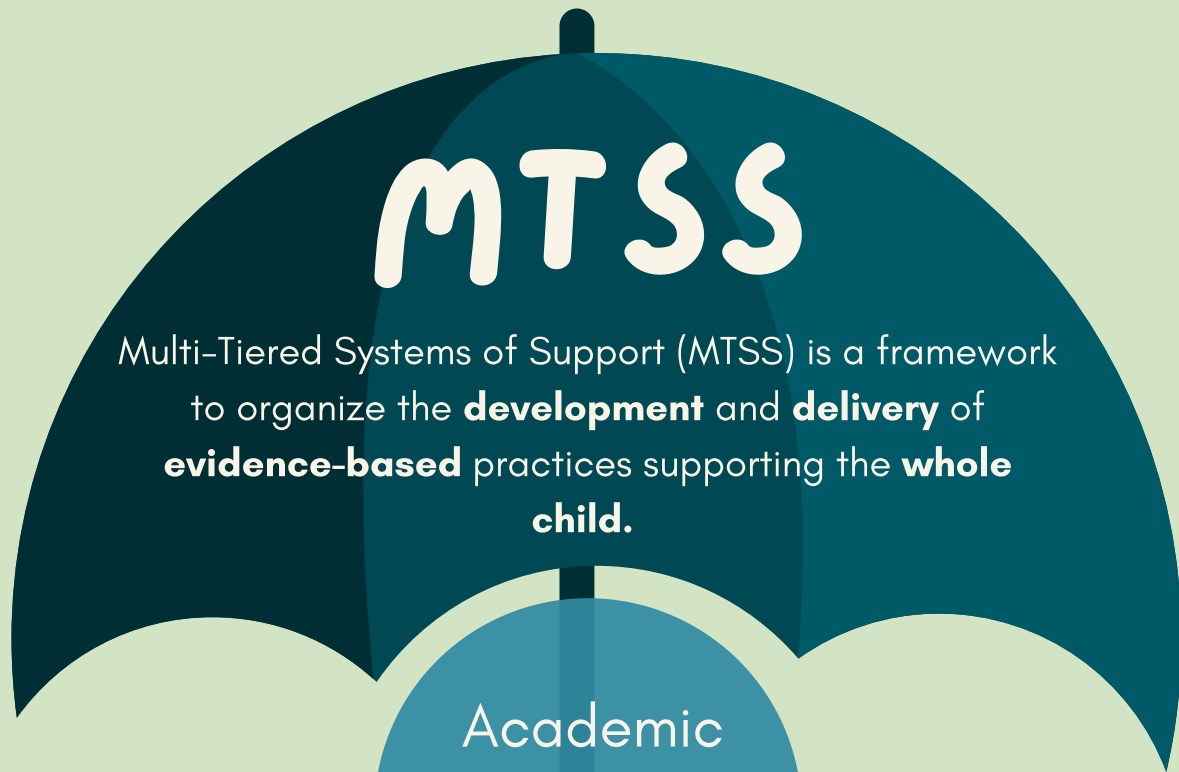 MTSS
Multi-Tiered Systems of Support (MTSS) is a framework
to organize the development and delivery of
evidence-based practices supporting the whole
child.
Academic